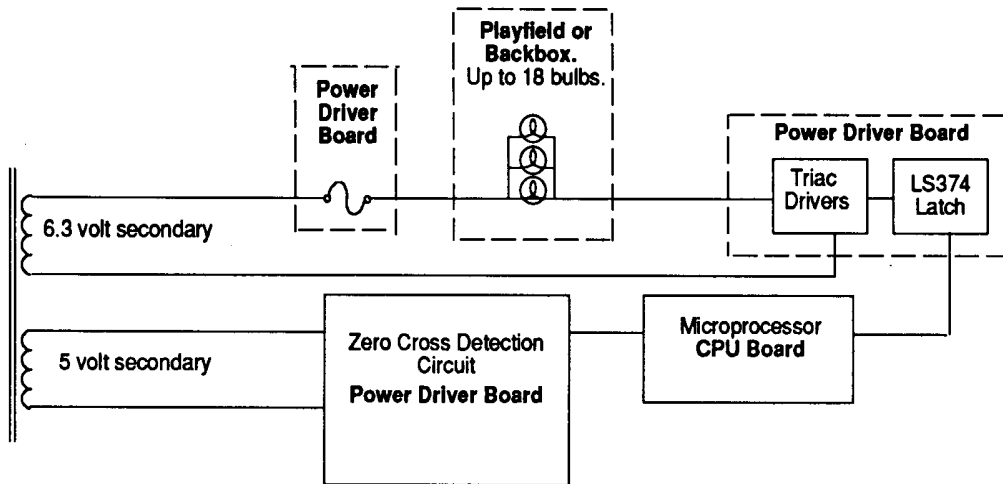 Playfield or
Backbox.
Up to 18 bulbs.
Power
Driver
Board
Power Driver Board
Triac
Drivers
LS374
Latch
6.3 volt secondary
5 volt secondary
Zero Cross Detection
Circuit
Power Driver Board
Microprocessor
CPU Board